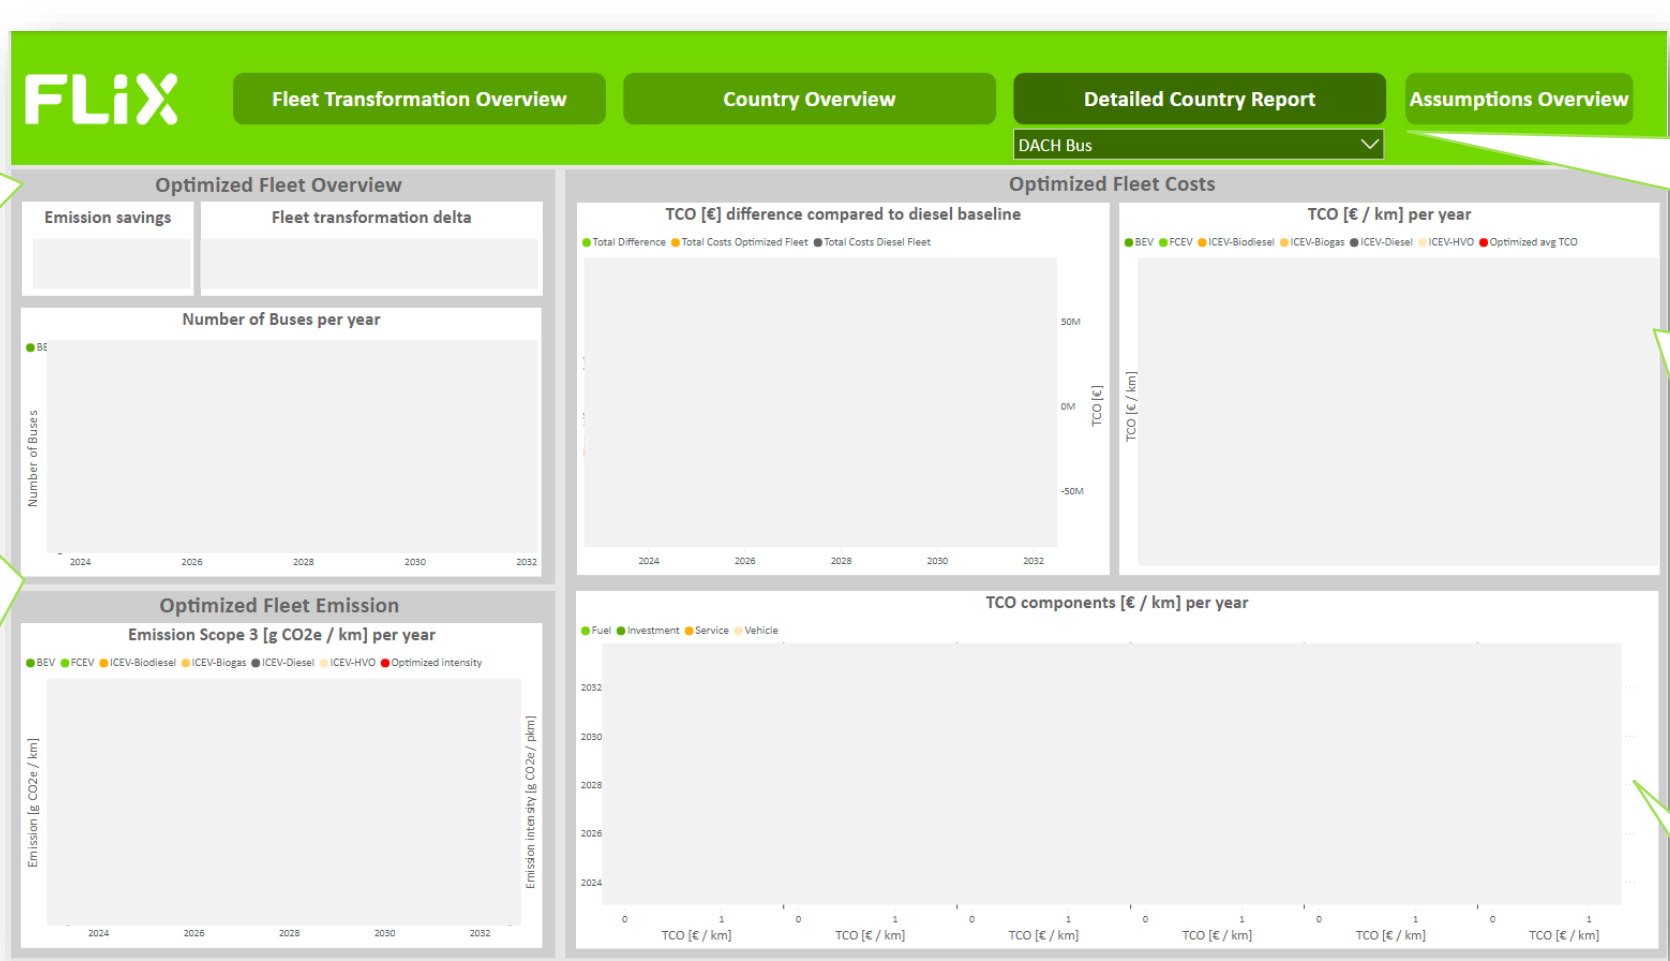 FLiX
Fleet Transformation Overview
Country Overview
Detailed Country Report
Assumptions Overview
DACH Bus
Optimized Fleet Overview
Emission savings
Fleet transformation delta
Number of Buses per year
Number of Buses
2024 2026 2028 2030 2032
Optimized Fleet Emission
Emission Scope 3 [g CO2e / km] per year
BEV FCEV ICEV-Biodiesel ICEV-Biogas ICEV-Diesel ICEV-HVO Optimized intensity
Emission [g CO2e / km]
Emission intensity [g CO2e / pkm]
2024 2026 2028 2030 2032
Optimized Fleet Costs
TCO [€] difference compared to diesel baseline
Total Difference Total Costs Optimized Fleet Total Costs Diesel Fleet
50M
0M
-50M
TCO [€]
2024 2026 2028 2030 2032
TCO [€ / km] per year
BEV FCEV ICEV-Biodiesel ICEV-Biogas ICEV-Diesel ICEV-HVO Optimized avg TCO
TCO [€ / km]
TCO components [€ / km] per year
Fuel Investment Service Vehicle
2032
2030
2028
2026
2024
0 1 0 1 0 1 0 1 0 1 0 1
TCO [€ / km] TCO [€ / km] TCO [€ / km] TCO [€ / km] TCO [€ / km] TCO [€ / km]